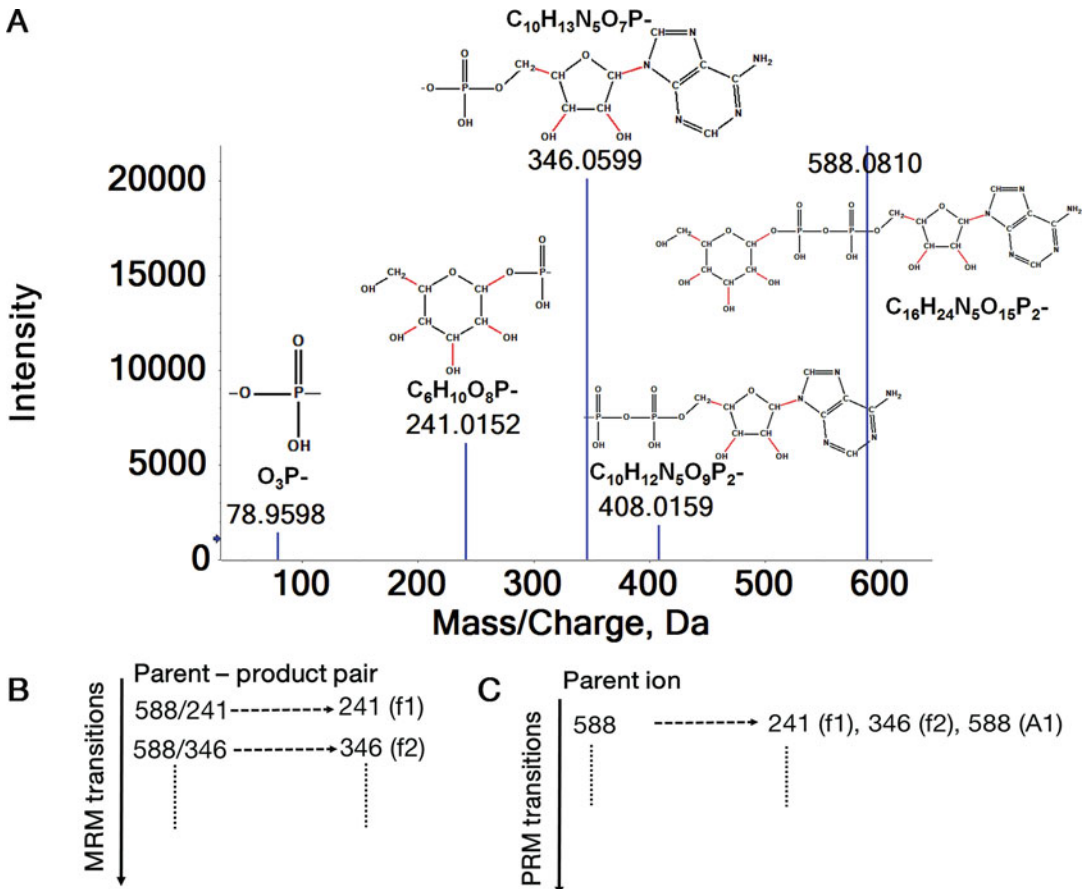 A
C₁₀H₁₃N₅O₇P-
346.0599
588.0810
C₁₆H₂₄N₅O₁₅P₂-
C₆H₁₀O₈P-
241.0152
O₃P-
78.9598
C₁₀H₁₂N₅O₉P₂-
408.0159
Intensity
20000
15000
10000
5000
0
100 200 300 400 500 600
Mass/Charge, Da
B
Parent – product pair
MRM transitions
588/241 241 (f1)
588/346 346 (f2)
C
Parent ion
PRM transitions
588 241 (f1), 346 (f2), 588 (A1)